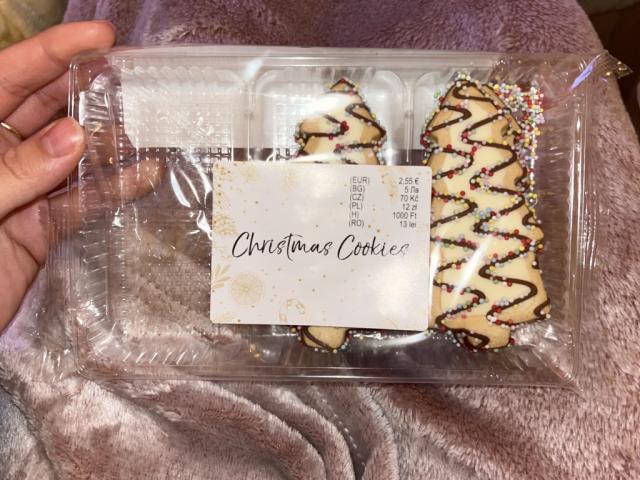 (EUR) 2,55 €
(BG) 5 Лв
(CZ) 70 Kč
(PL) 12 zł
(H) 1000 Ft
(RO) 13 lei
Christmas Cookies